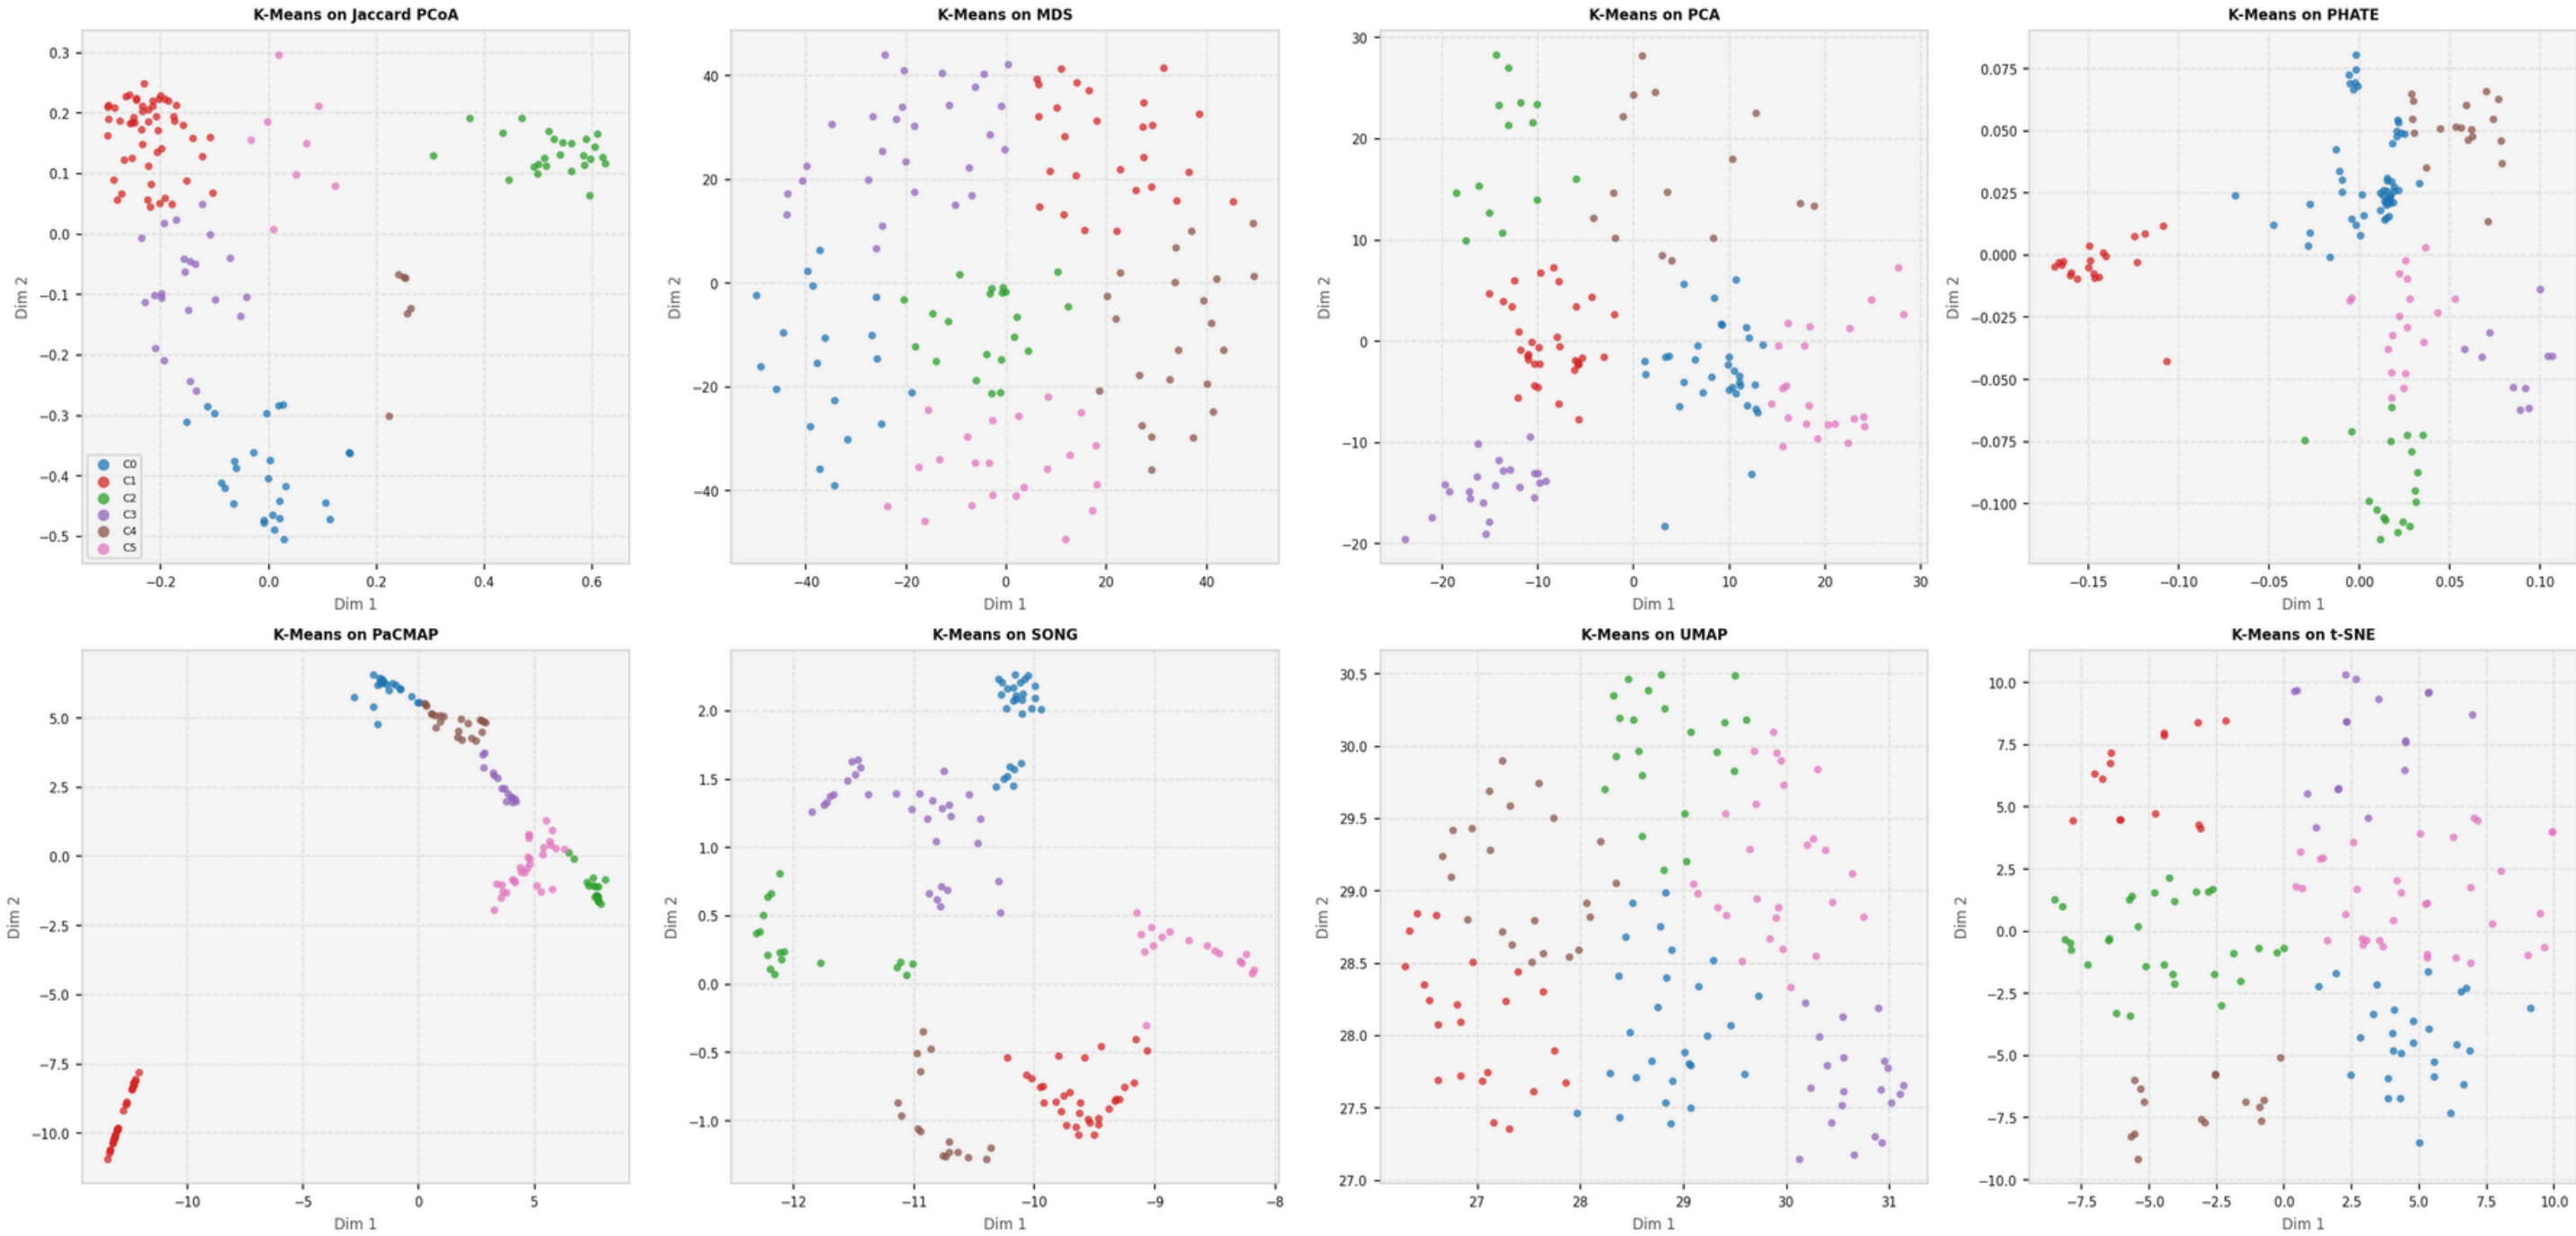 K-Means on Jaccard PCoA
0.3
0.2
0.1
0.0
−0.1
−0.2
−0.3
−0.4
−0.5
Dim 2
C0
C1
C2
C3
C4
C5
−0.2 0.0 0.2 0.4 0.6
Dim 1
K-Means on MDS
40
20
0
−20
−40
Dim 2
−40 −20 0 20 40
Dim 1
K-Means on PCA
30
20
10
0
−10
−20
Dim 2
−20 −10 0 10 20 30
Dim 1
K-Means on PHATE
0.075
0.050
0.025
0.000
−0.025
−0.050
−0.075
−0.100
Dim 2
−0.15 −0.10 −0.05 0.00 0.05 0.10
Dim 1
K-Means on PaCMAP
5.0
2.5
0.0
−2.5
−5.0
−7.5
−10.0
Dim 2
−10 −5 0 5
Dim 1
K-Means on SONG
2.0
1.5
1.0
0.5
0.0
−0.5
−1.0
Dim 2
−12 −11 −10 −9 −8
Dim 1
K-Means on UMAP
30.5
30.0
29.5
29.0
28.5
28.0
27.5
27.0
Dim 2
27 28 29 30 31
Dim 1
K-Means on t-SNE
10.0
7.5
5.0
2.5
0.0
−2.5
−5.0
−7.5
−10.0
Dim 2
−7.5 −5.0 −2.5 0.0 2.5 5.0 7.5 10.0
Dim 1